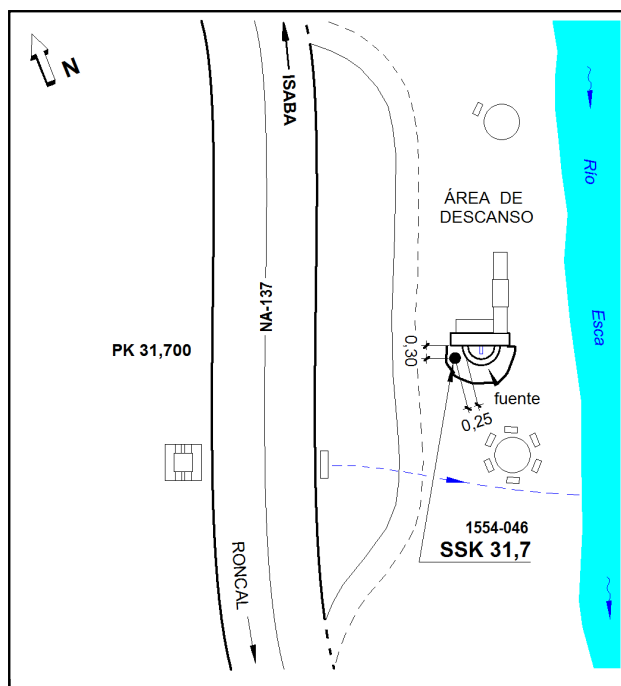 N
ISABA
Río
ÁREA DE
DESCANSO
NA-137
Esca
PK 31,700
0,30
fuente
0,25
1554-046
SSK 31,7
RONCAL